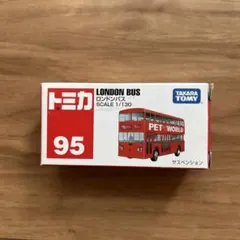 トミカ
95
LONDON BUS
ロンドンバス
SCALE 1/130
TAKARA
TOMY
PET WORLD
サスペンション